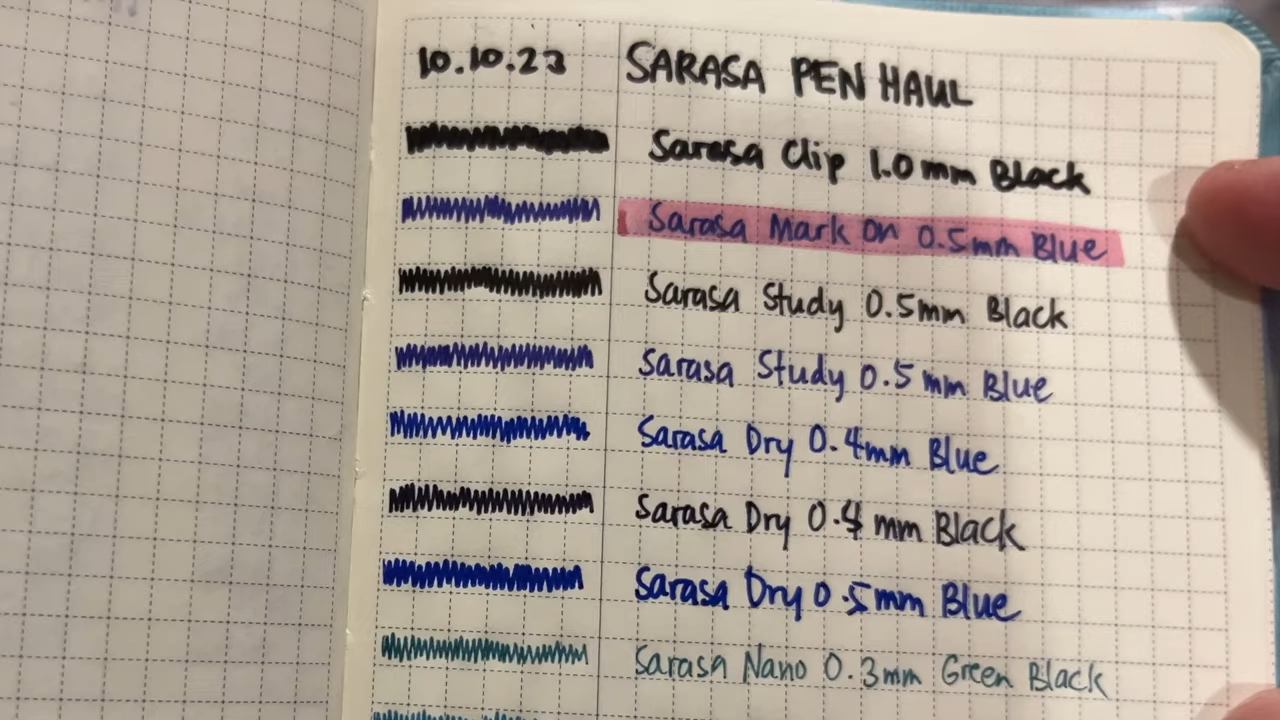 10.10.23 SARASA PEN HAUL
Sarasa Clip 1.0mm Black
Sarasa Mark on 0.5mm Blue
Sarasa Study 0.5mm Black
Sarasa Study 0.5mm Blue
Sarasa Dry 0.4mm Blue
Sarasa Dry 0.4mm Black
Sarasa Dry 0.5mm Blue
Sarasa Nano 0.3mm Green Black